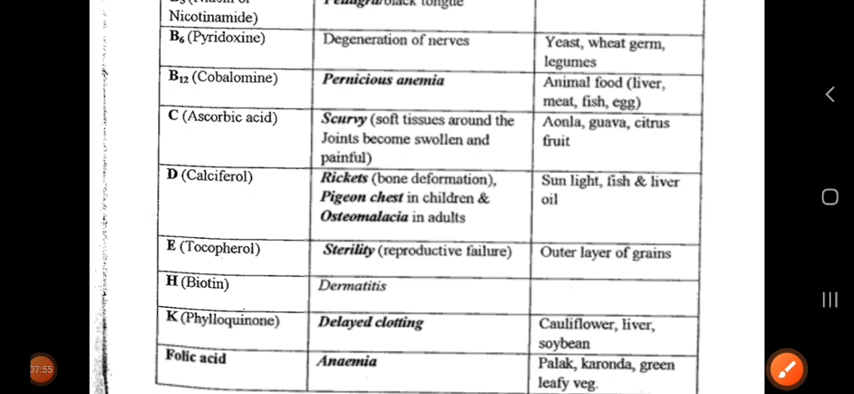 Pellagra/black tongue
Nicotinamide)
B₆ (Pyridoxine) Degeneration of nerves Yeast, wheat germ,
legumes
B₁₂ (Cobalomine) Pernicious anemia Animal food (liver,
meat, fish, egg)
C (Ascorbic acid) Scurvy (soft tissues around the Aonla, guava, citrus
Joints become swollen and fruit
painful)
D (Calciferol) Rickets (bone deformation), Sun light, fish & liver
Pigeon chest in children & oil
Osteomalacia in adults
E (Tocopherol) Sterility (reproductive failure) Outer layer of grains
H (Biotin) Dermatitis
K (Phylloquinone) Delayed clotting Cauliflower, liver,
soybean
Folic acid Anaemia Palak, karonda, green
leafy veg.
07:55